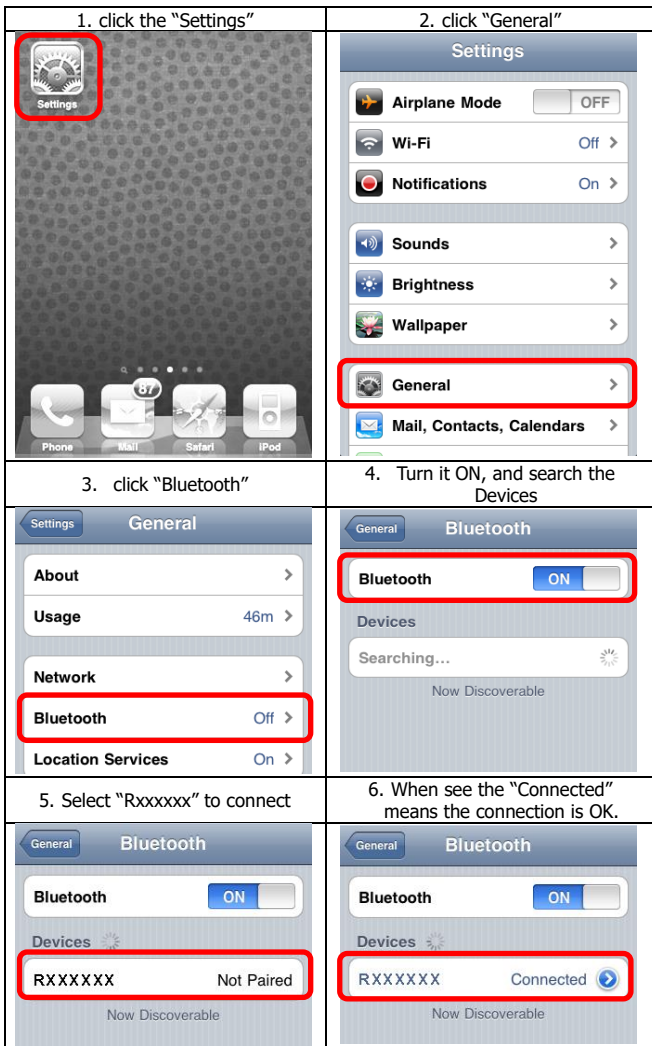 1. click the “Settings”
Settings
87
Phone Mail Safari iPod
2. click “General”
Settings
Airplane Mode OFF
Wi-Fi Off
Notifications On
Sounds
Brightness
Wallpaper
General
Mail, Contacts, Calendars
3. click “Bluetooth”
Settings General
About
Usage 46m
Network
Bluetooth Off
Location Services On
4. Turn it ON, and search the
Devices
General Bluetooth
Bluetooth ON
Devices
Searching...
Now Discoverable
5. Select “Rxxxxxx” to connect
General Bluetooth
Bluetooth ON
Devices
RXXXXXX Not Paired
Now Discoverable
6. When see the “Connected”
means the connection is OK.
General Bluetooth
Bluetooth ON
Devices
RXXXXXX Connected
Now Discoverable